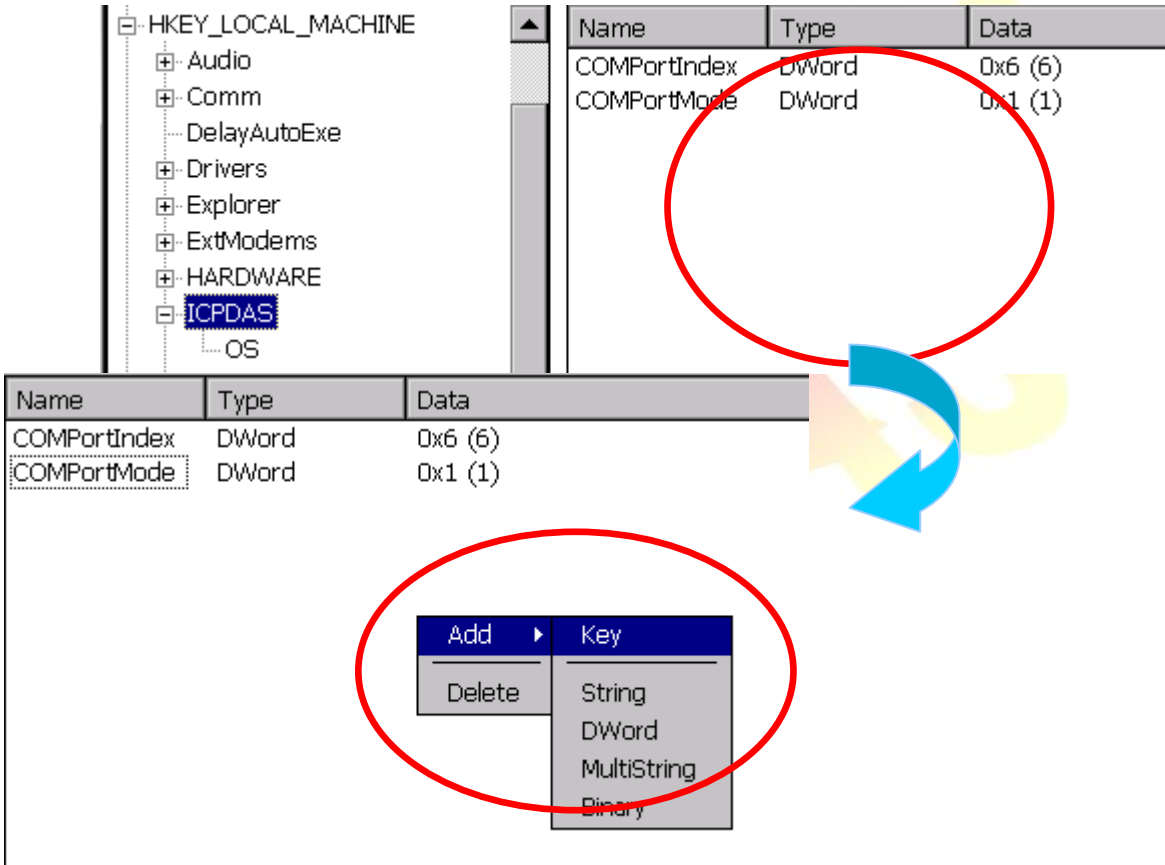 HKEY_LOCAL_MACHINE
Audio
Comm
DelayAutoExe
Drivers
Explorer
ExtModems
HARDWARE
ICPDAS
OS
Name Type Data
COMPortIndex DWord 0x6 (6)
COMPortMode DWord 0x1 (1)
Name Type Data
COMPortIndex DWord 0x6 (6)
COMPortMode DWord 0x1 (1)
Add Key
Delete String
DWord
MultiString
Binary